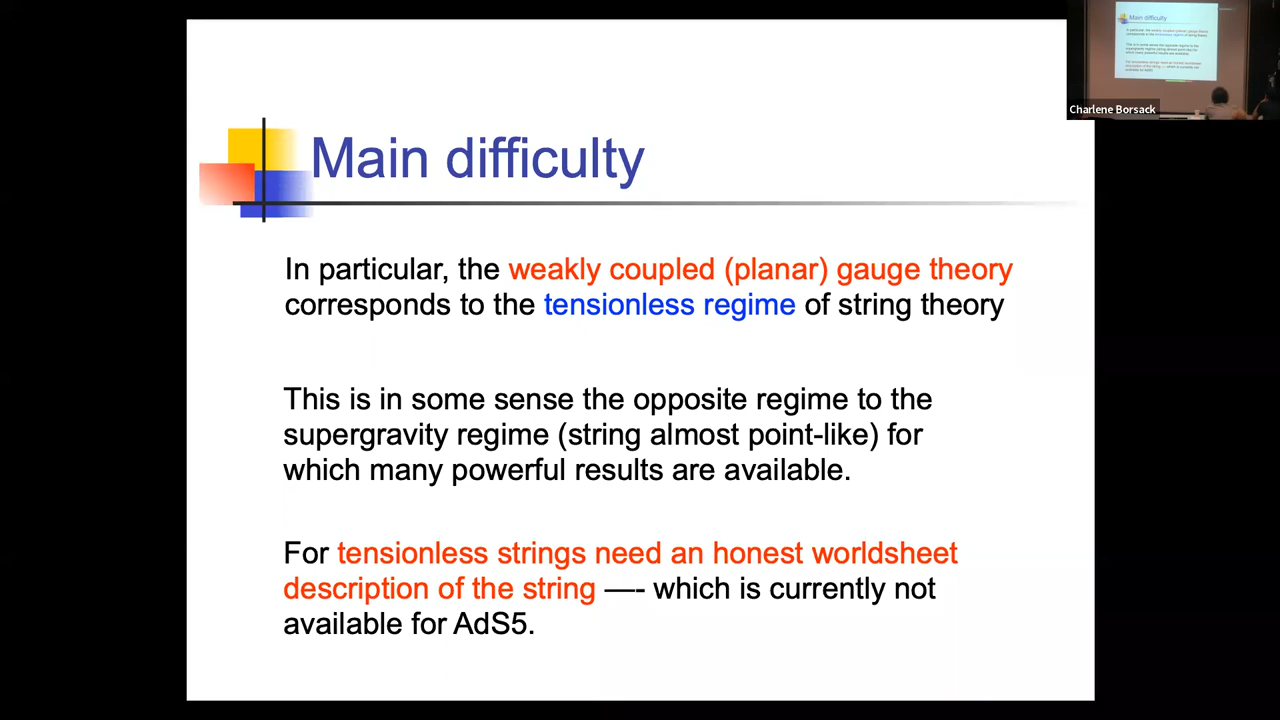 Main difficulty
In particular, the weakly coupled (planar) gauge theory
corresponds to the tensionless regime of string theory
This is in some sense the opposite regime to the
supergravity regime (string almost point-like) for
which many powerful results are available.
For tensionless strings need an honest worldsheet
description of the string —-- which is currently not
available for AdS5.
Main difficulty
Charlene Borsack